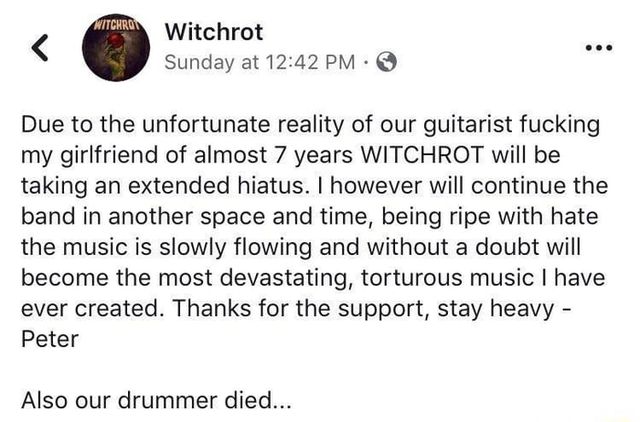 WITCHROT
Witchrot
Sunday at 12:42 PM ·
Due to the unfortunate reality of our guitarist fucking
my girlfriend of almost 7 years WITCHROT will be
taking an extended hiatus. I however will continue the
band in another space and time, being ripe with hate
the music is slowly flowing and without a doubt will
become the most devastating, torturous music I have
ever created. Thanks for the support, stay heavy -
Peter
Also our drummer died...